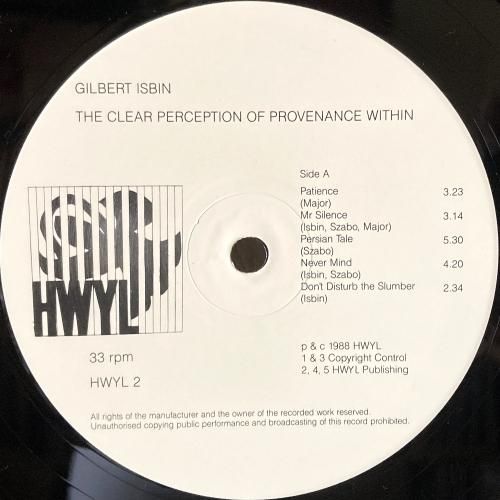 GILBERT ISBIN
THE CLEAR PERCEPTION OF PROVENANCE WITHIN
Side A
Patience 3.23
(Major)
Mr Silence 3.14
(Isbin, Szabo, Major)
Persian Tale 5.30
(Szabo)
Never Mind 4.20
(Isbin, Szabo)
Don't Disturb the Slumber 2.34
(Isbin)
HWYL
33 rpm
HWYL 2
p & c 1988 HWYL
1 & 3 Copyright Control
2, 4, 5 HWYL Publishing
All rights of the manufacturer and the owner of the recorded work reserved.
Unauthorised copying public performance and broadcasting of this record prohibited.